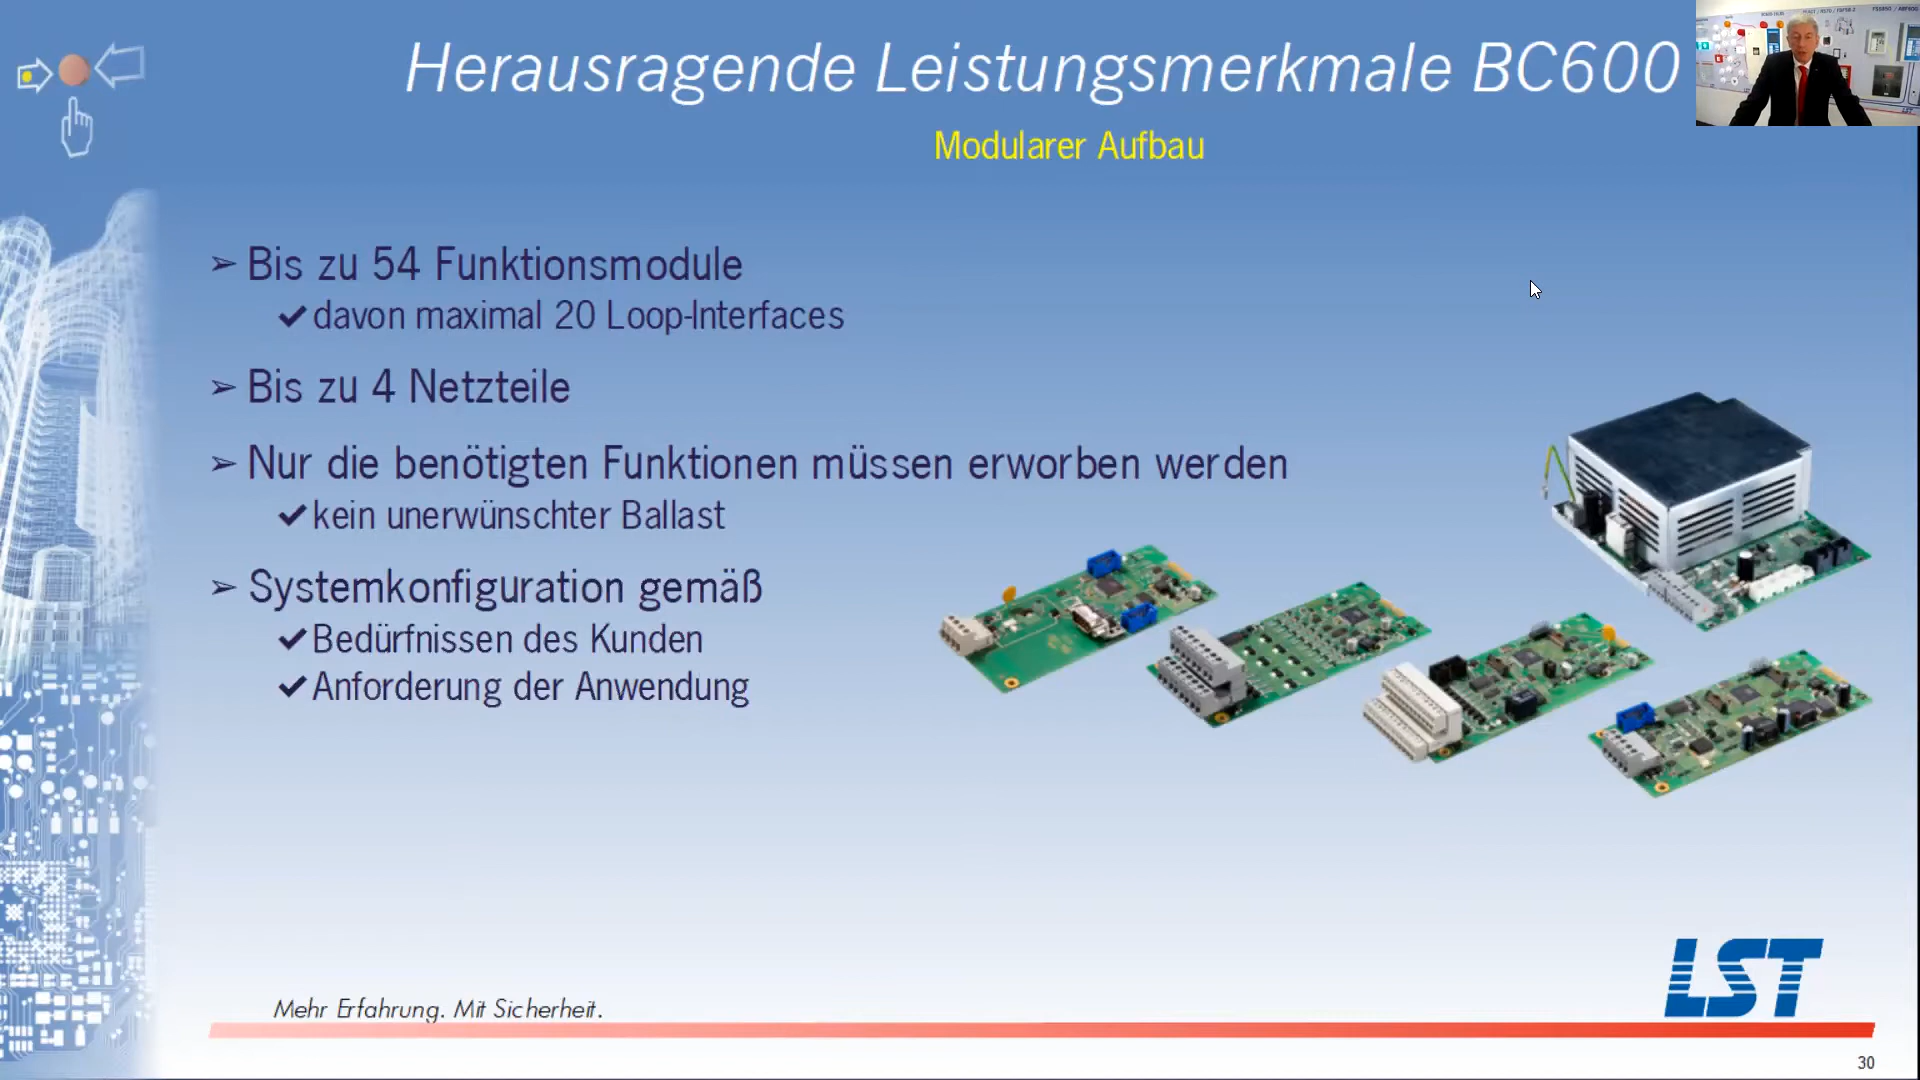 Herausragende Leistungsmerkmale BC600
Modularer Aufbau
➢ Bis zu 54 Funktionsmodule
✔ davon maximal 20 Loop-Interfaces
➢ Bis zu 4 Netzteile
➢ Nur die benötigten Funktionen müssen erworben werden
✔ kein unerwünschter Ballast
➢ Systemkonfiguration gemäß
✔ Bedürfnissen des Kunden
✔ Anforderung der Anwendung
LST
Mehr Erfahrung. Mit Sicherheit.
30